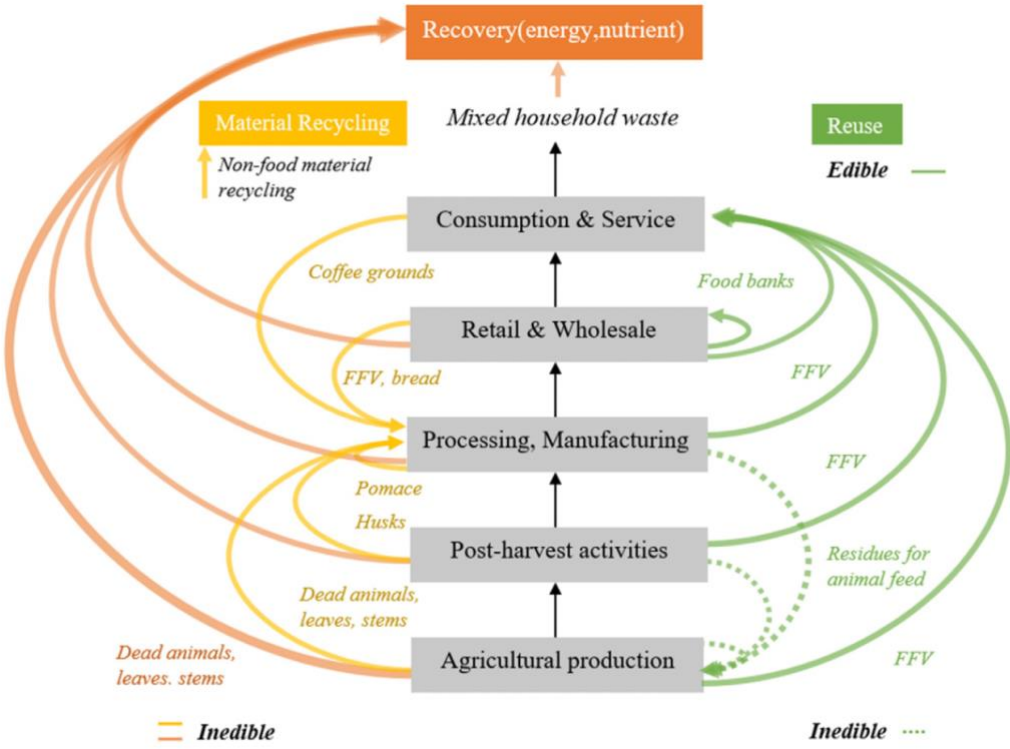 Recovery(energy,nutrient)
Mixed household waste
Material Recycling
Non-food material
recycling
Reuse
Edible
Consumption & Service
Coffee grounds
Food banks
Retail & Wholesale
FFV, bread
FFV
Processing, Manufacturing
Pomace
FFV
Husks
Post-harvest activities
Residues for
animal feed
Dead animals,
leaves, stems
Agricultural production
FFV
Dead animals,
leaves. stems
Inedible
Inedible